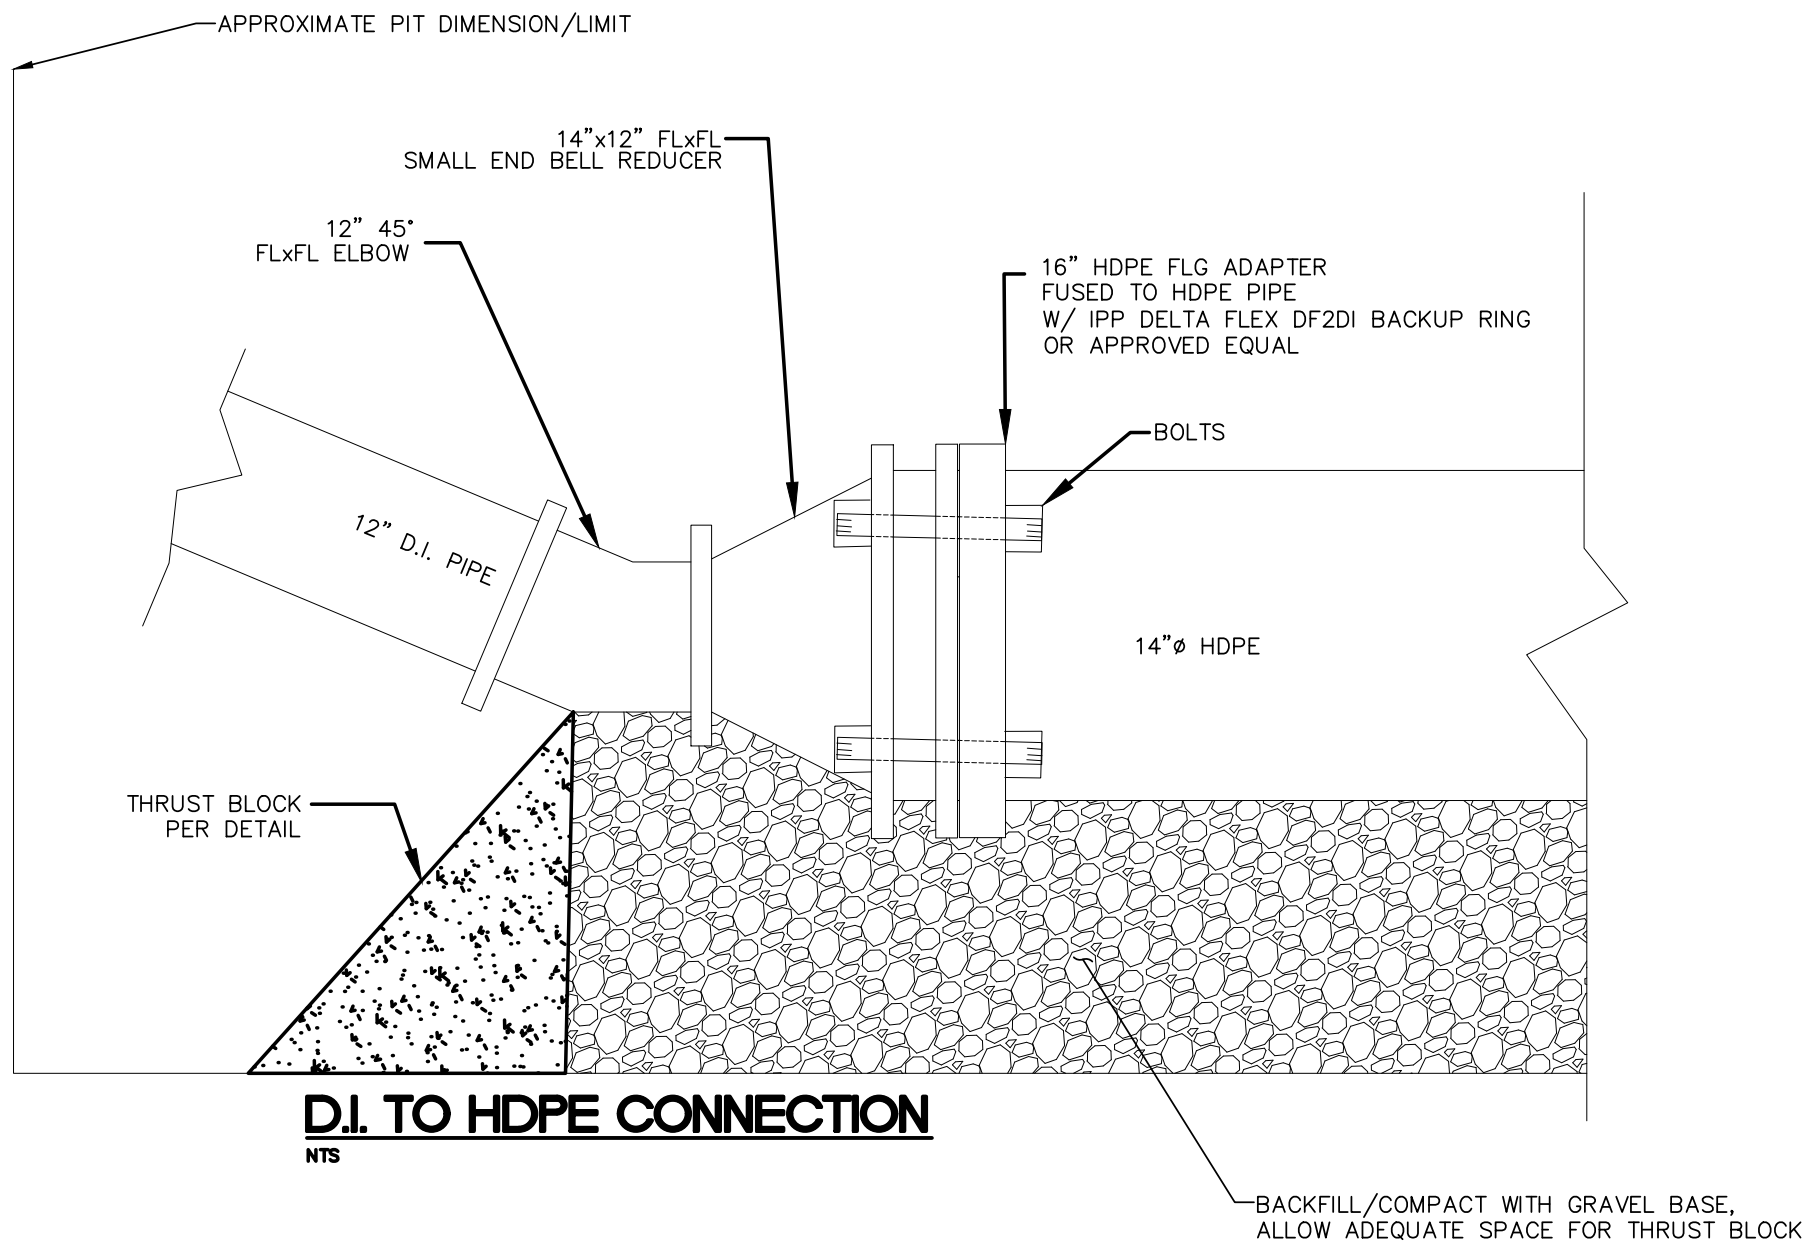 APPROXIMATE PIT DIMENSION/LIMIT
14”x12” FLxFL
SMALL END BELL REDUCER
12” 45°
FLxFL ELBOW
16” HDPE FLG ADAPTER
FUSED TO HDPE PIPE
W/ IPP DELTA FLEX DF2DI BACKUP RING
OR APPROVED EQUAL
BOLTS
12” D.I. PIPE
14”ø HDPE
THRUST BLOCK
PER DETAIL
D.I. TO HDPE CONNECTION
NTS
BACKFILL/COMPACT WITH GRAVEL BASE,
ALLOW ADEQUATE SPACE FOR THRUST BLOCK